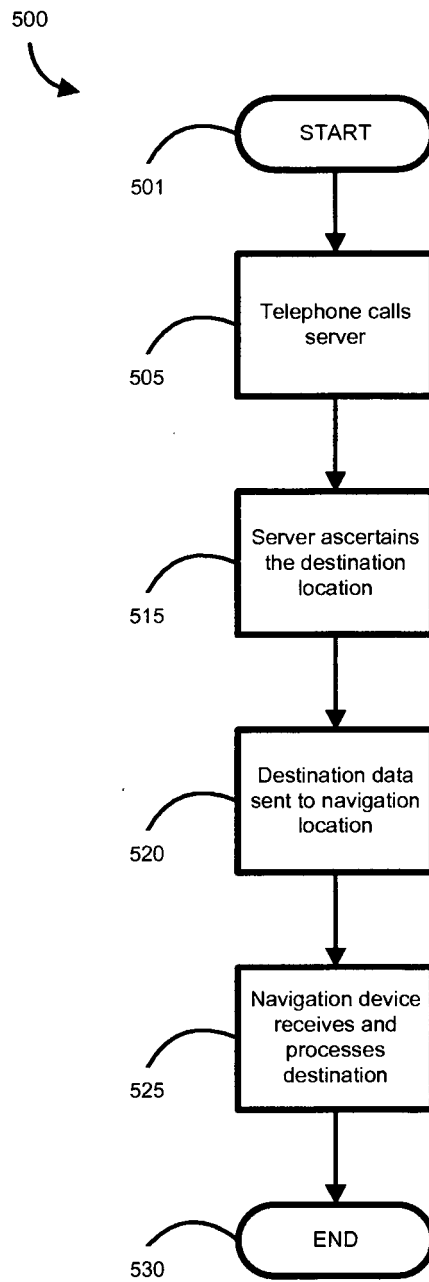 500
START
501
Telephone calls
server
505
Server ascertains
the destination
location
515
Destination data
sent to navigation
location
520
Navigation device
receives and
processes
destination
525
END
530